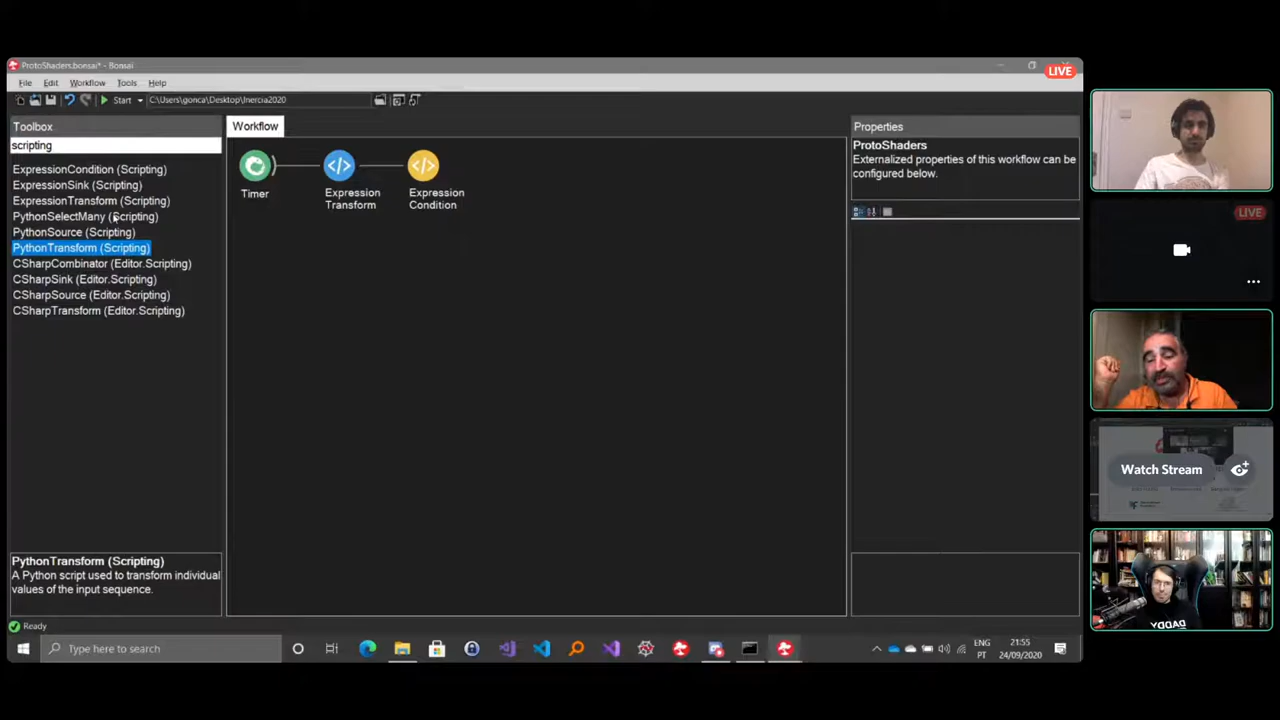 ProtoShaders.bonsai* - Bonsai
LIVE
File Edit Workflow Tools Help
Start C:\Users\gonca\Desktop\Inercia2020
Toolbox
Workflow
Properties
scripting
ProtoShaders
Externalized properties of this workflow can be
configured below.
ExpressionCondition (Scripting)
ExpressionSink (Scripting)
ExpressionTransform (Scripting)
PythonSelectMany (Scripting)
PythonSource (Scripting)
PythonTransform (Scripting)
CSharpCombinator (Editor.Scripting)
CSharpSink (Editor.Scripting)
CSharpSource (Editor.Scripting)
CSharpTransform (Editor.Scripting)
Timer
Expression
Transform
Expression
Condition
LIVE
Watch Stream
PythonTransform (Scripting)
A Python script used to transform individual
values of the input sequence.
DADDY
Ready
Type here to search
ENG
PT
21:55
24/09/2020